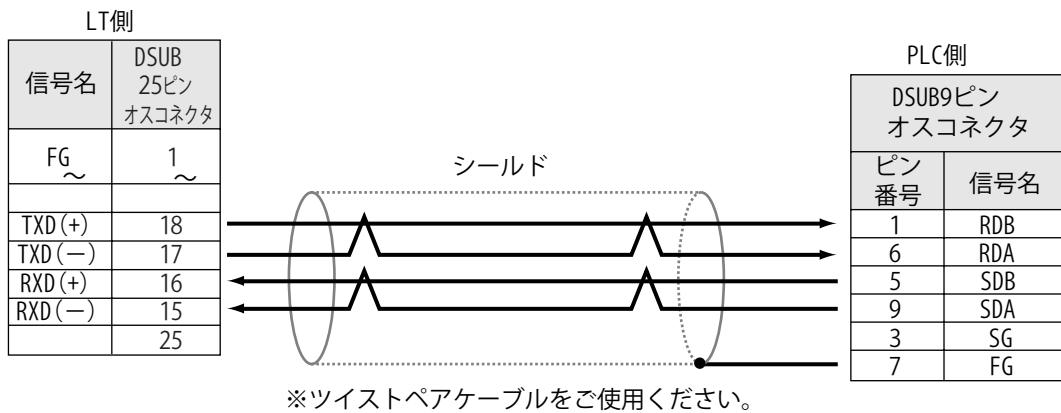 LT側
信号名 DSUB 25ピン オスコネクタ
FG 1
～ ～
TXD(+) 18
TXD(－) 17
RXD(+) 16
RXD(－) 15
25
シールド
PLC側
DSUB9ピン
オスコネクタ
ピン番号 信号名
1 RDB
6 RDA
5 SDB
9 SDA
3 SG
7 FG
※ツイストペアケーブルをご使用ください。